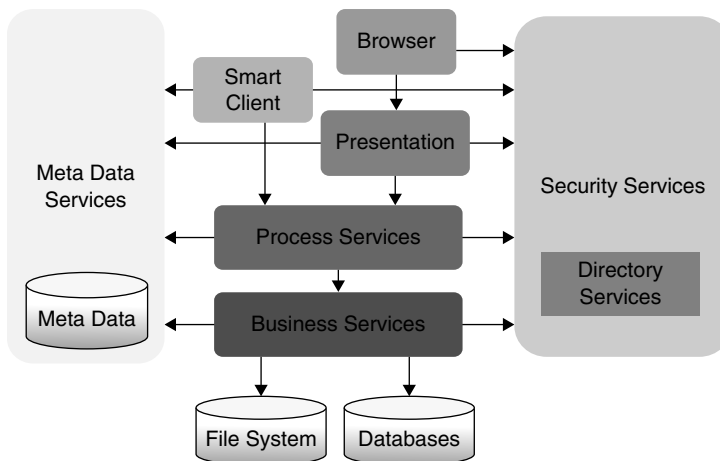 Browser
Smart
Client
Presentation
Meta Data
Services
Security Services
Process Services
Directory
Services
Meta Data
Business Services
File System
Databases